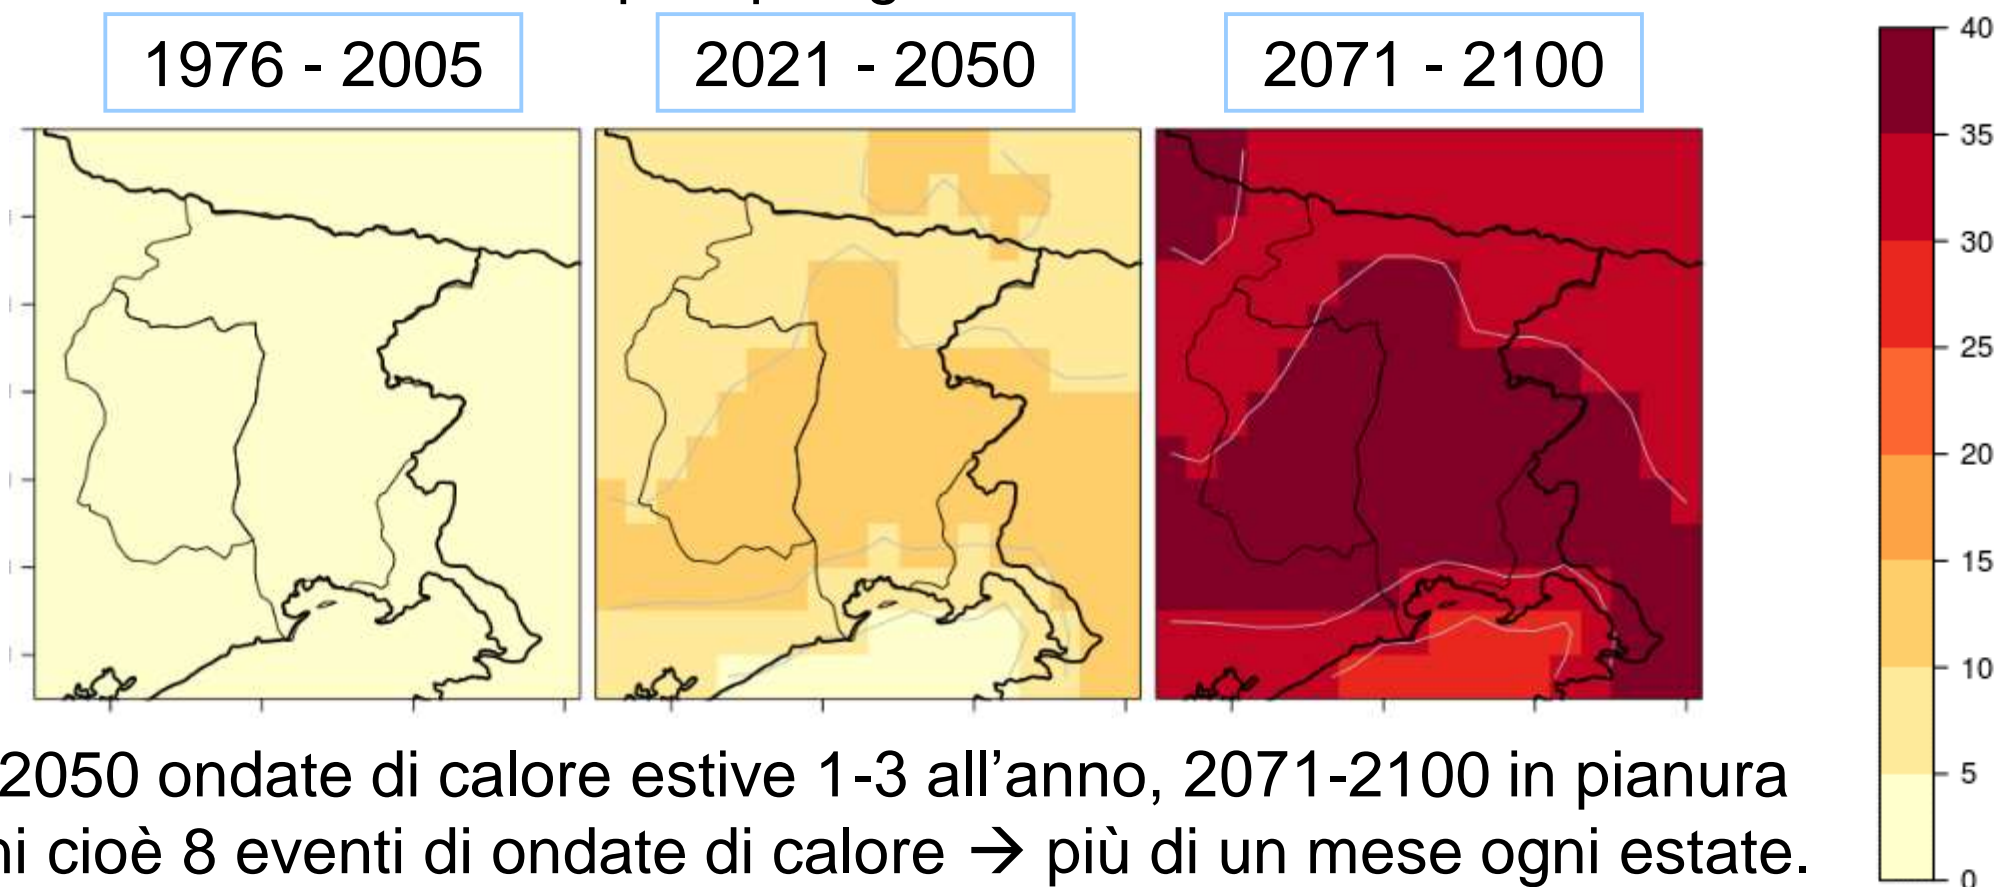 1976 - 2005
2021 - 2050
2071 - 2100
40
35
30
25
20
15
10
5
0
2050 ondate di calore estive 1-3 all’anno, 2071-2100 in pianura
ni cioè 8 eventi di ondate di calore → più di un mese ogni estate.